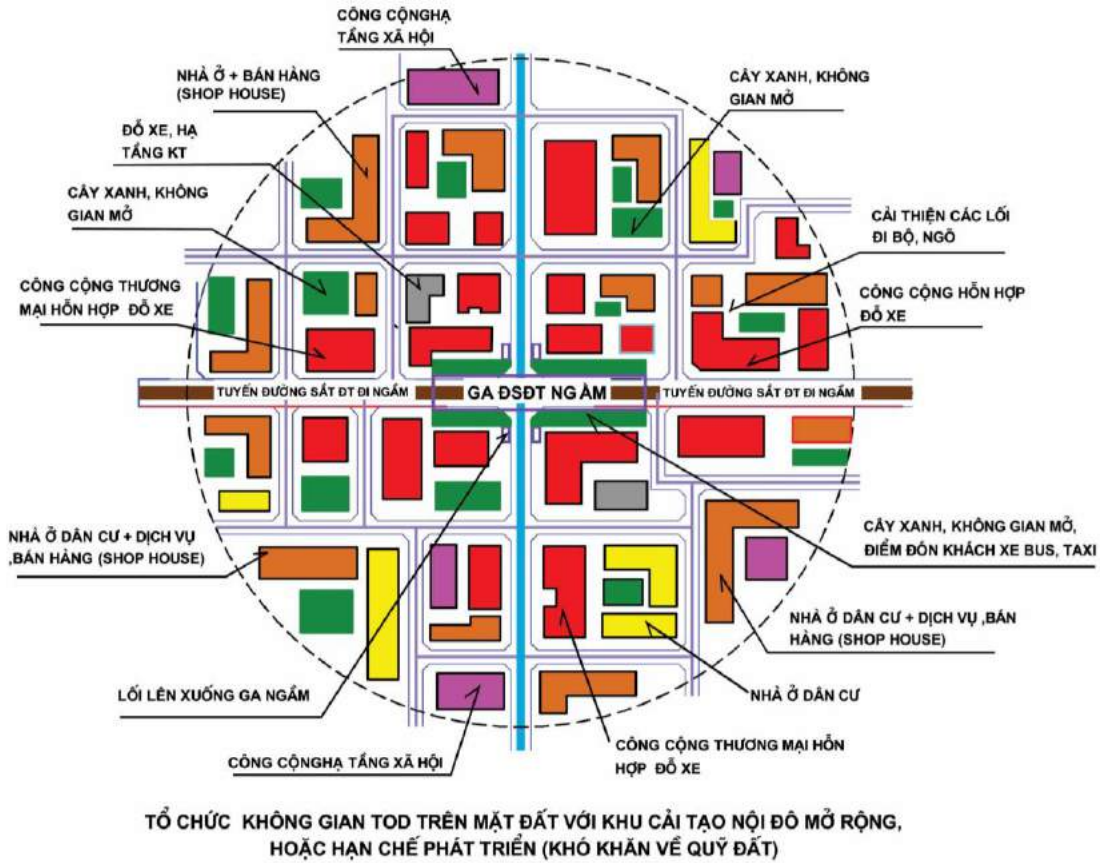 CÔNG CỘNGHẠ
TẦNG XÃ HỘI
NHÀ Ở + BÁN HÀNG
(SHOP HOUSE)
CÂY XANH, KHÔNG
GIAN MỞ
ĐỖ XE, HẠ
TẦNG KT
CÂY XANH, KHÔNG
GIAN MỞ
CẢI THIỆN CÁC LỐI
ĐI BỘ, NGÕ
CÔNG CỘNG THƯƠNG
MẠI HỖN HỢP ĐỖ XE
CÔNG CỘNG HỖN HỢP
ĐỖ XE
TUYẾN ĐƯỜNG SẮT ĐT ĐI NGẦM
GA ĐSĐT NGẦM
TUYẾN ĐƯỜNG SẮT ĐT ĐI NGẦM
NHÀ Ở DÂN CƯ + DỊCH VỤ
,BÁN HÀNG (SHOP HOUSE)
CÂY XANH, KHÔNG GIAN MỞ,
ĐIỂM ĐÓN KHÁCH XE BUS, TAXI
NHÀ Ở DÂN CƯ + DỊCH VỤ ,BÁN
HÀNG (SHOP HOUSE)
LỐI LÊN XUỐNG GA NGẦM
NHÀ Ở DÂN CƯ
CÔNG CỘNGHẠ TẦNG XÃ HỘI
CÔNG CỘNG THƯƠNG MẠI HỖN
HỢP ĐỖ XE
TỔ CHỨC KHÔNG GIAN TOD TRÊN MẶT ĐẤT VỚI KHU CẢI TẠO NỘI ĐÔ MỞ RỘNG,
HOẶC HẠN CHẾ PHÁT TRIỂN (KHÓ KHĂN VỀ QUỸ ĐẤT)